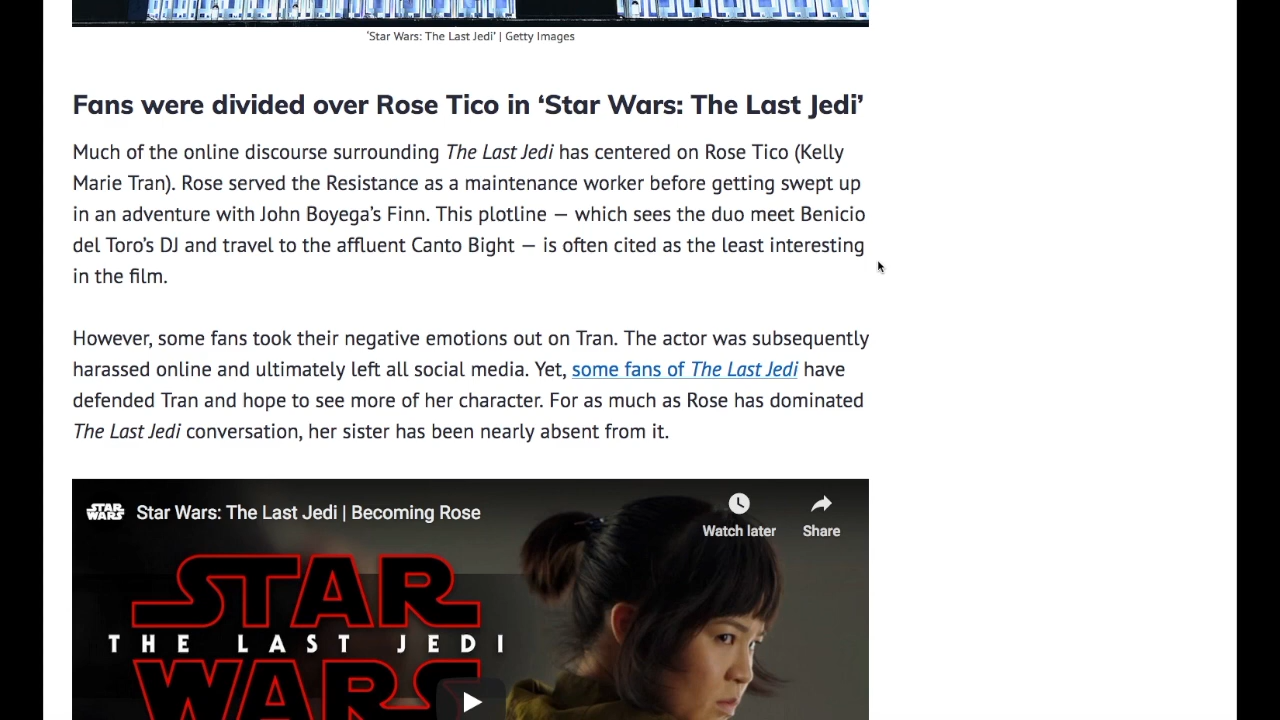 ‘Star Wars: The Last Jedi’ | Getty Images
Fans were divided over Rose Tico in ‘Star Wars: The Last Jedi’
Much of the online discourse surrounding The Last Jedi has centered on Rose Tico (Kelly
Marie Tran). Rose served the Resistance as a maintenance worker before getting swept up
in an adventure with John Boyega’s Finn. This plotline — which sees the duo meet Benicio
del Toro’s DJ and travel to the affluent Canto Bight — is often cited as the least interesting
in the film.
However, some fans took their negative emotions out on Tran. The actor was subsequently
harassed online and ultimately left all social media. Yet, some fans of The Last Jedi have
defended Tran and hope to see more of her character. For as much as Rose has dominated
The Last Jedi conversation, her sister has been nearly absent from it.
STAR WARS
Star Wars: The Last Jedi | Becoming Rose
Watch later
Share
STAR
THE LAST JEDI
WARS